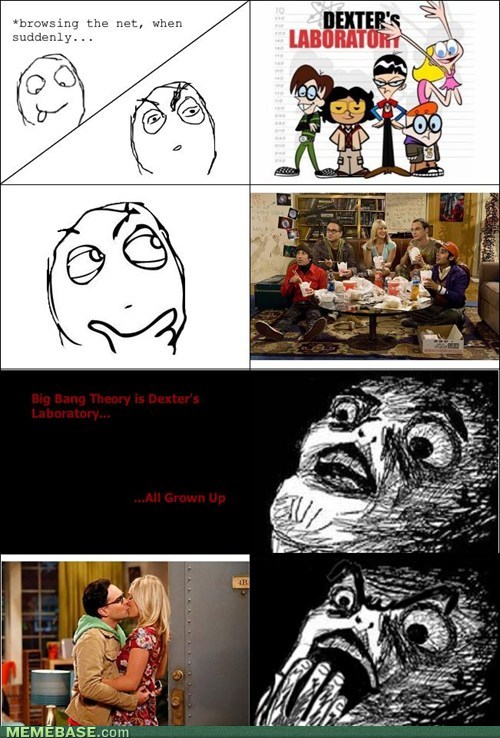 *browsing the net, when
suddenly...
DEXTER's
LABORATORY
Big Bang Theory is Dexter's
Laboratory...
...All Grown Up
4B
MEMEBASE.com